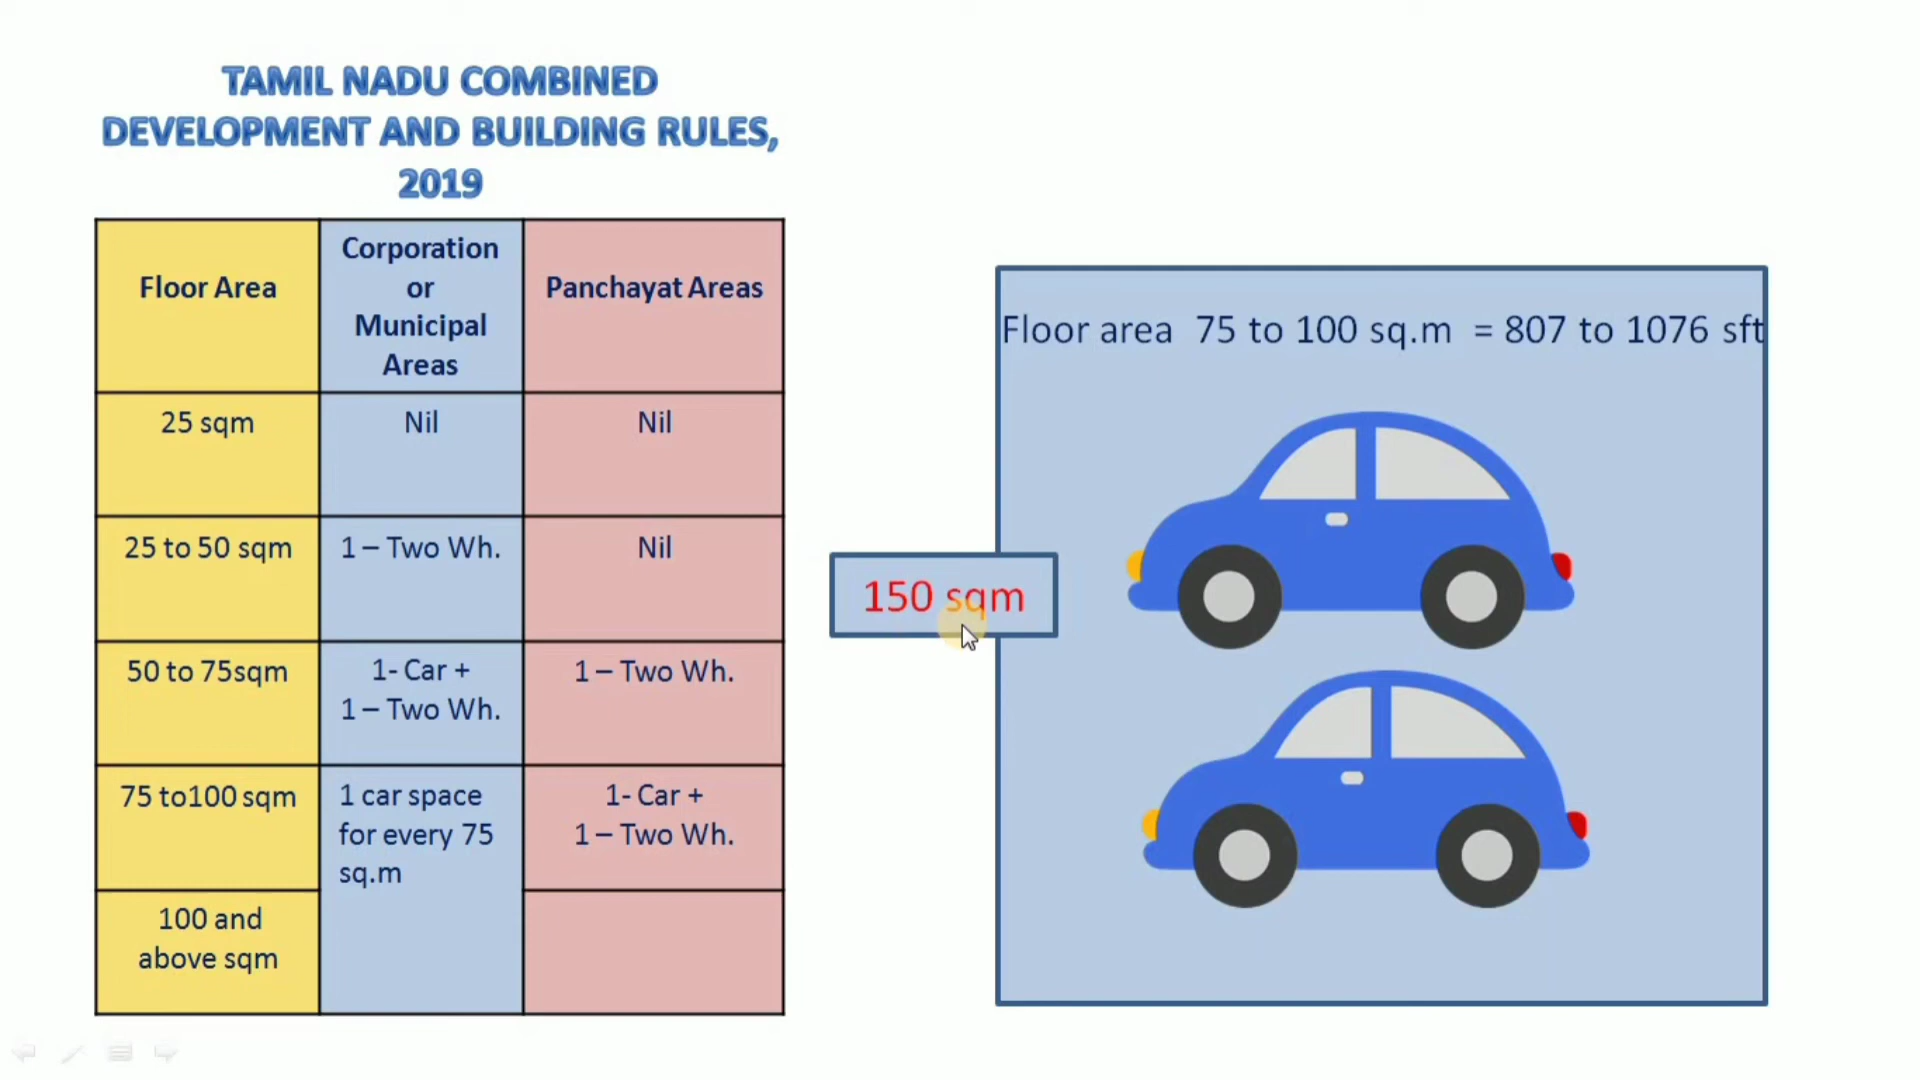 TAMIL NADU COMBINED
DEVELOPMENT AND BUILDING RULES,
2019
Floor Area
Corporation
or
Municipal
Areas
Panchayat Areas
25 sqm
Nil
Nil
25 to 50 sqm
1 – Two Wh.
Nil
50 to 75sqm
1- Car +
1 – Two Wh.
1 – Two Wh.
75 to100 sqm
1 car space
for every 75
sq.m
1- Car +
1 – Two Wh.
100 and
above sqm
150 sqm
Floor area 75 to 100 sq.m = 807 to 1076 sft